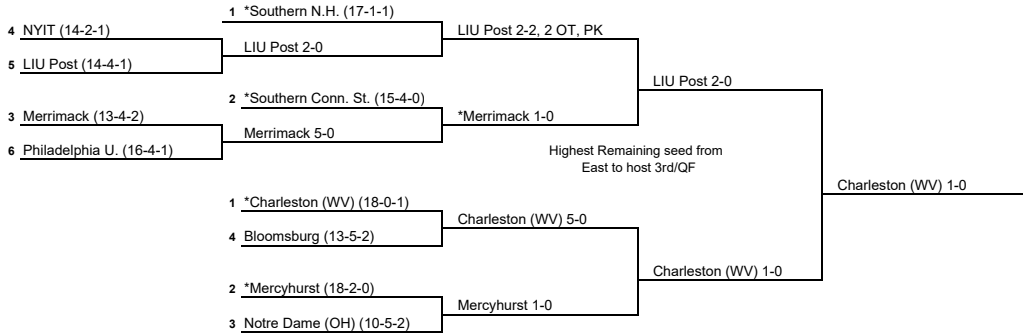 1 *Southern N.H. (17-1-1)
4 NYIT (14-2-1)
LIU Post 2-2, 2 OT, PK
LIU Post 2-0
5 LIU Post (14-4-1)
LIU Post 2-0
2 *Southern Conn. St. (15-4-0)
3 Merrimack (13-4-2)
*Merrimack 1-0
Merrimack 5-0
6 Philadelphia U. (16-4-1)
Highest Remaining seed from
East to host 3rd/QF
Charleston (WV) 1-0
1 *Charleston (WV) (18-0-1)
Charleston (WV) 5-0
4 Bloomsburg (13-5-2)
Charleston (WV) 1-0
2 *Mercyhurst (18-2-0)
Mercyhurst 1-0
3 Notre Dame (OH) (10-5-2)